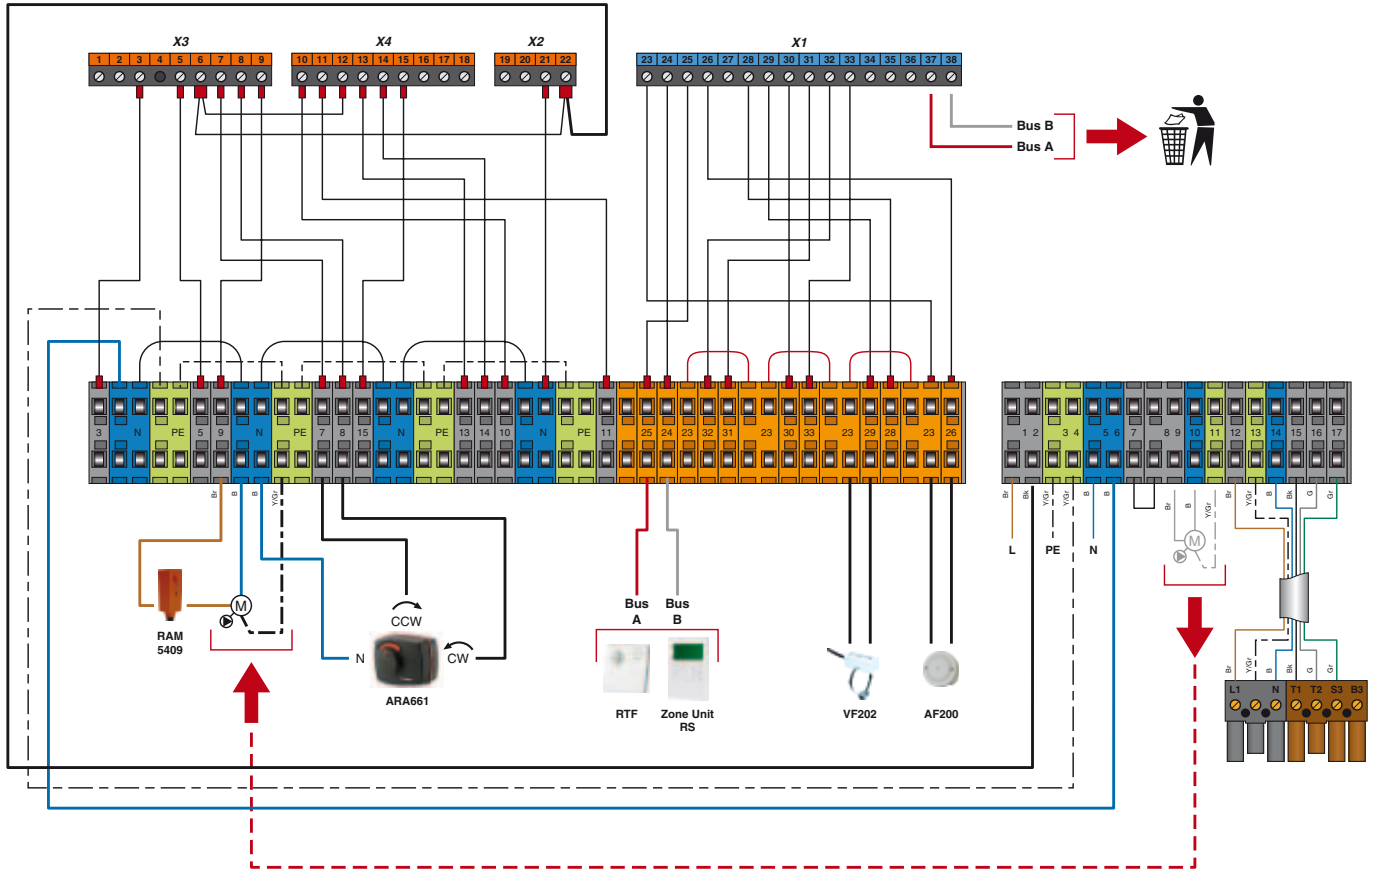 X3
X4
X2
X1
1 2 3 4 5 6 7 8 9
10 11 12 13 14 15 16 17 18
19 20 21 22
23 24 25 26 27 28 29 30 31 32 33 34 35 36 37 38
Bus B
Bus A
3 N PE 5 9 N PE 7 8 15 N PE 13 14 10 N PE 11 25 24 23 32 31 23 30 33 23 29 28 23 26
1 2 3 4 5 6 7 8 9 10 11 12 13 14 15 16 17
Br B B Y/Gr
Br Bk Y/Gr Y/Gr B B Br B Y/Gr Br Y/Gr B Bk G Gr
L PE N
M
M
RAM
5409
CCW
N
CW
ARA661
Bus
A
Bus
B
RTF
Zone Unit
RS
VF202
AF200
Br Y/Gr B Bk G Gr
L1 N T1 T2 S3 B3